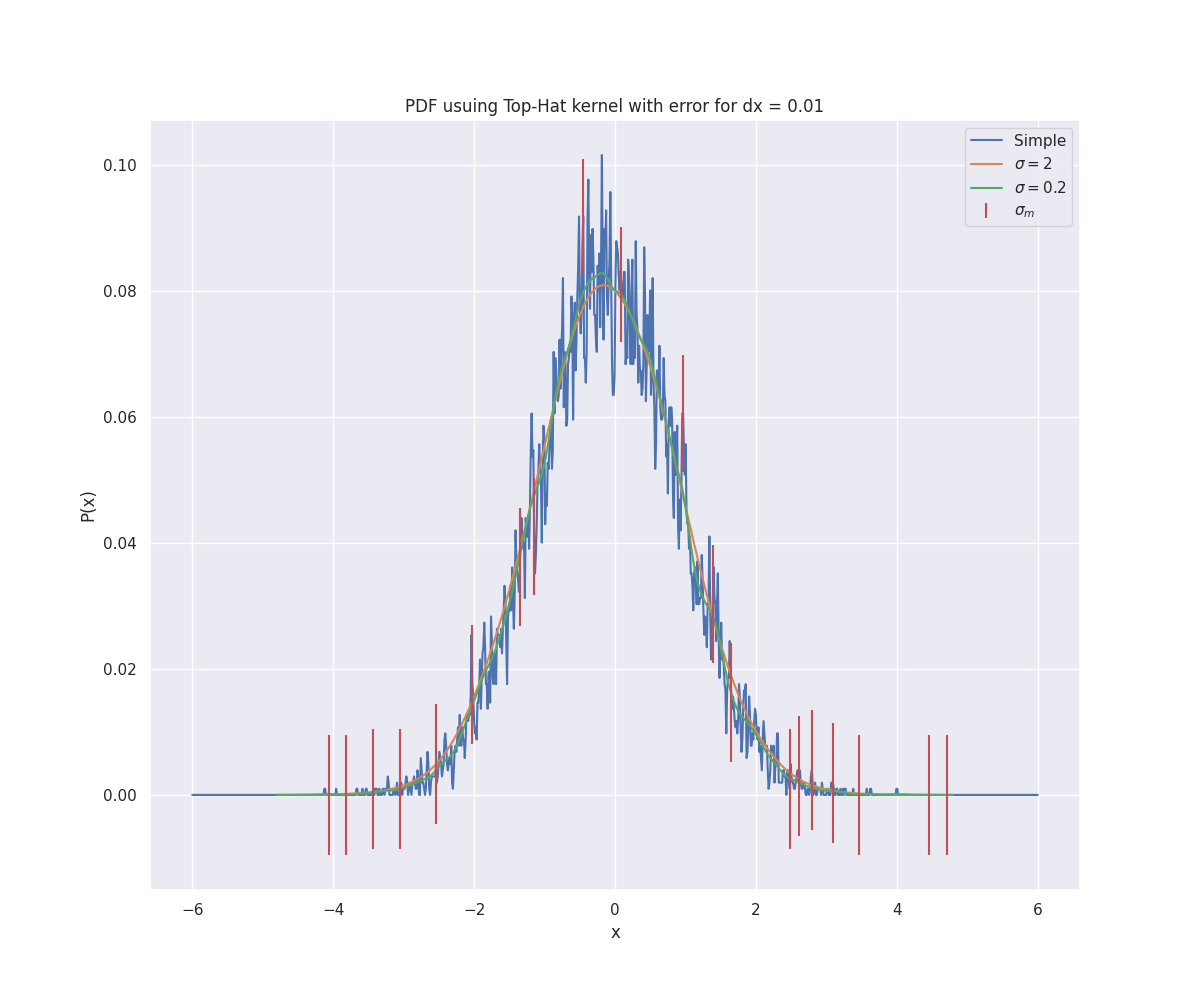 PDF usuing Top-Hat kernel with error for dx = 0.01
Simple
σ = 2
σ = 0.2
σ_m
0.10
0.08
0.06
0.04
0.02
0.00
P(x)
−6 −4 −2 0 2 4 6
x